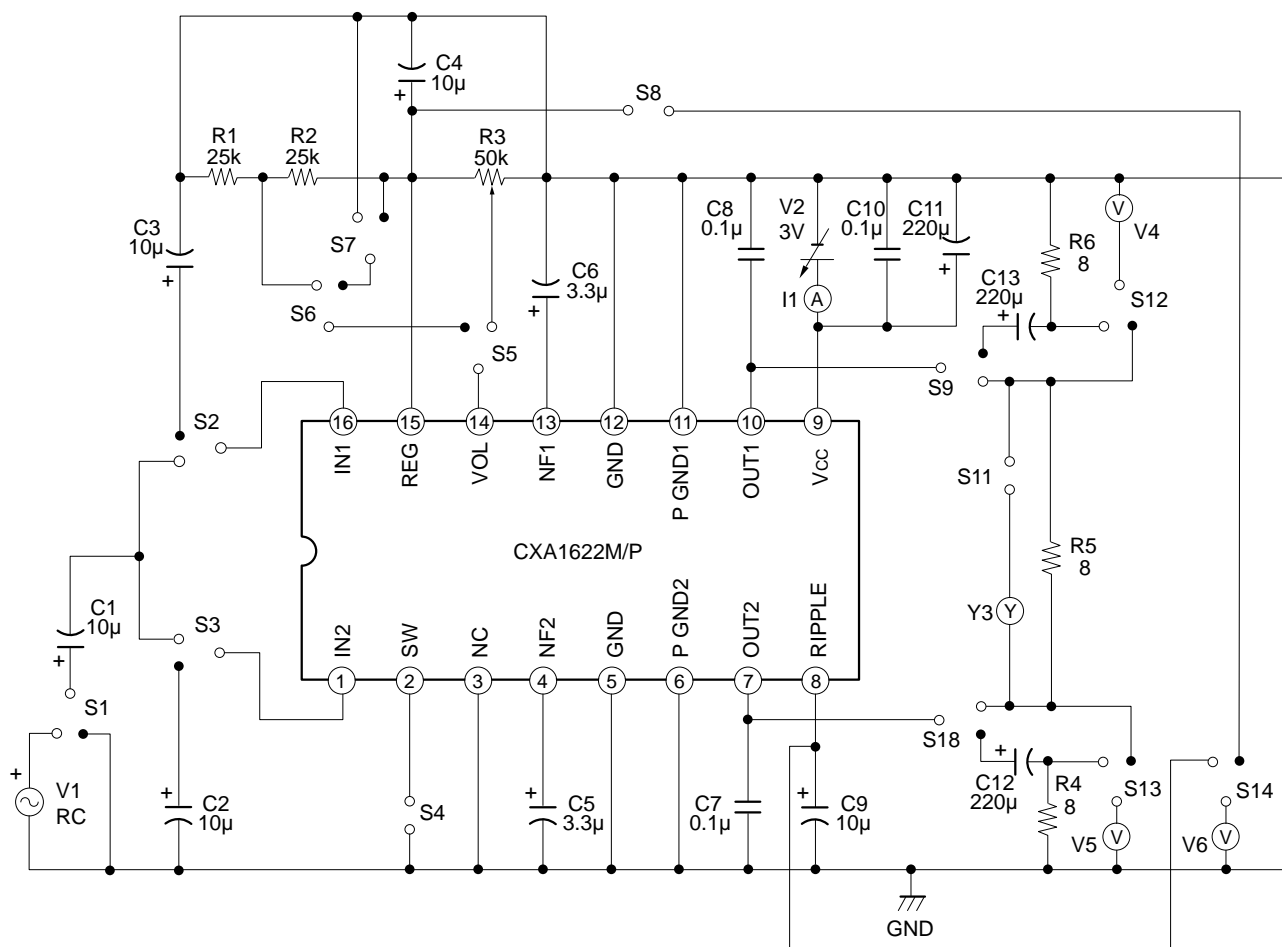 C4
10µ
S8
R1
25k
R2
25k
R3
50k
C3
10µ
+
+
S7
C6
3.3µ
+
C8
0.1µ
V2
3V
C10
0.1µ
C11
220µ
+
R6
8
V
V4
I1
A
C13
220µ
+
S12
S6
S5
S9
S2
16
15
14
13
12
11
10
9
IN1
REG
VOL
NF1
GND
P GND1
OUT1
Vcc
S11
CXA1622M/P
R5
8
C1
10µ
+
S3
Y3
Y
IN2
SW
NC
NF2
GND
P GND2
OUT2
RIPPLE
1
2
3
4
5
6
7
8
S1
S18
+
V1
RC
+
C2
10µ
S4
+
C5
3.3µ
C7
0.1µ
+
C9
10µ
+
C12
220µ
R4
8
S13
V5
V
S14
V6
V
GND